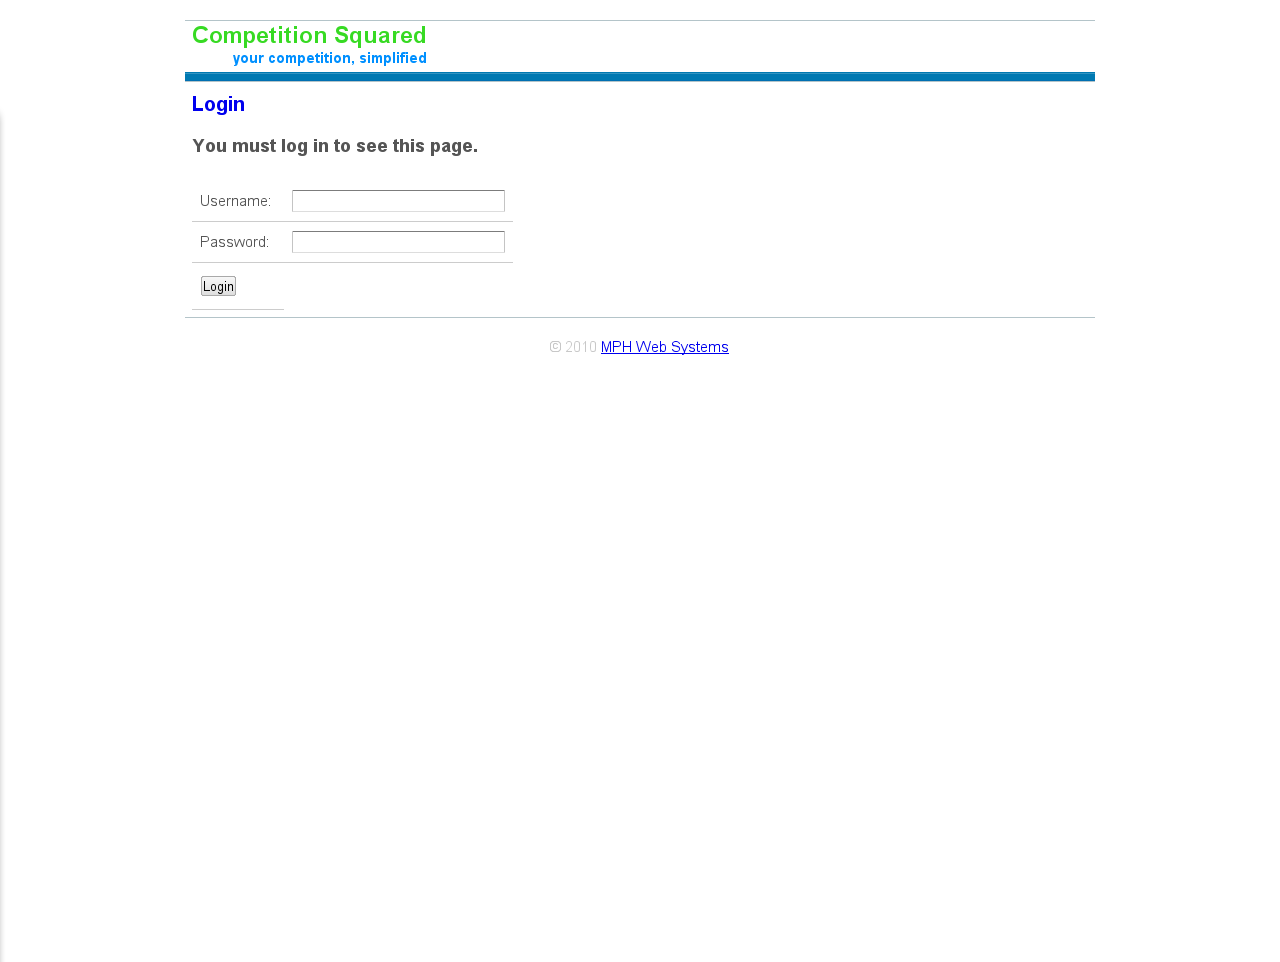 Competition Squared
your competition, simplified
Login
You must log in to see this page.
Username:
Password:
Login
© 2010 MPH Web Systems